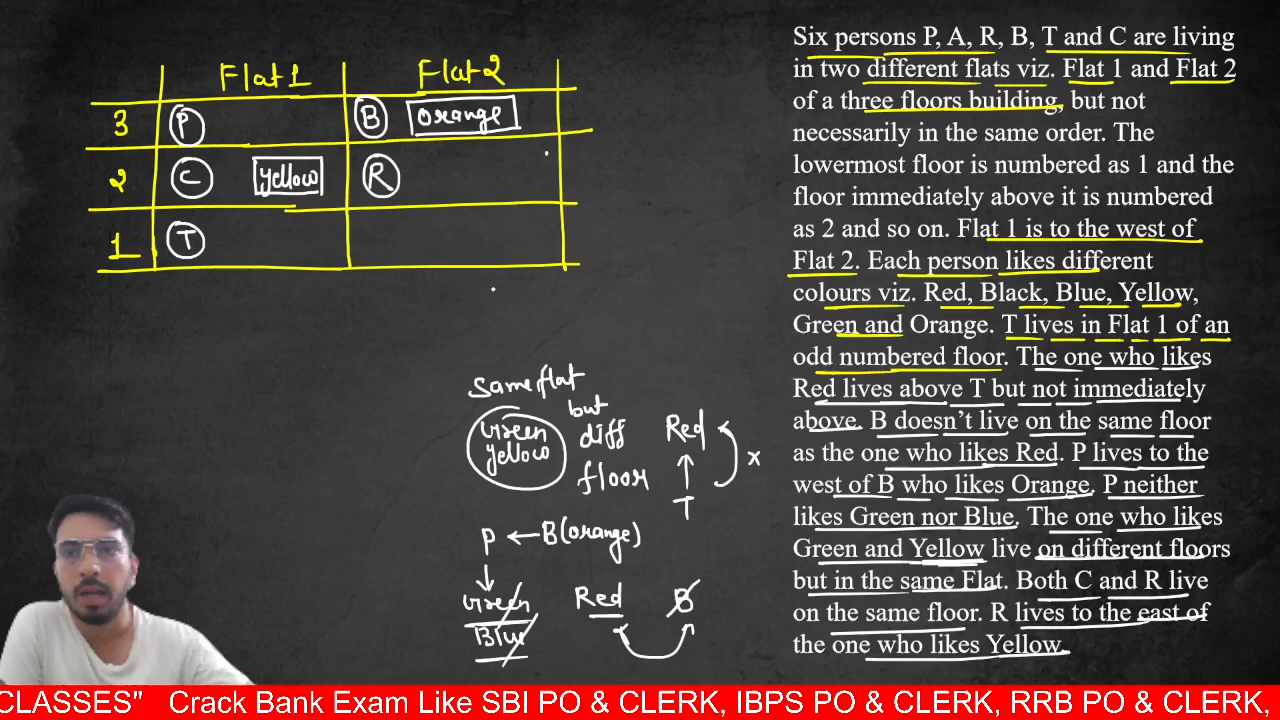 Flat 1 Flat 2
3 P B Orange
2 C Yellow R
1 T
Same flat
but
Green diff Red
Yellow x
floor
T
P B(orange)
Green Red B
Blue
Six persons P, A, R, B, T and C are living
in two different flats viz. Flat 1 and Flat 2
of a three floors building, but not
necessarily in the same order. The
lowermost floor is numbered as 1 and the
floor immediately above it is numbered
as 2 and so on. Flat 1 is to the west of
Flat 2. Each person likes different
colours viz. Red, Black, Blue, Yellow,
Green and Orange. T lives in Flat 1 of an
odd numbered floor. The one who likes
Red lives above T but not immediately
above. B doesn't live on the same floor
as the one who likes Red. P lives to the
west of B who likes Orange. P neither
likes Green nor Blue. The one who likes
Green and Yellow live on different floors
but in the same Flat. Both C and R live
on the same floor. R lives to the east of
the one who likes Yellow.
CLASSES" Crack Bank Exam Like SBI PO & CLERK, IBPS PO & CLERK, RRB PO & CLERK,